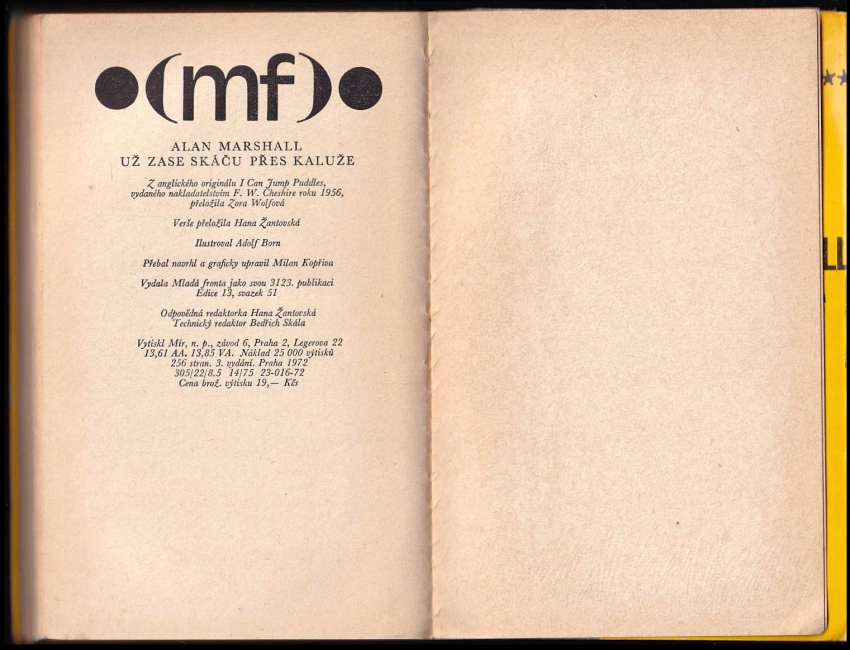 mf
ALAN MARSHALL
UŽ ZASE SKÁČU PŘES KALUŽE
Z anglického originálu I Can Jump Puddles,
vydaného nakladatelstvím F. W. Cheshire roku 1956,
přeložila Zora Wolfová
Verše přeložila Hana Žantovská
Ilustroval Adolf Born
Přebal navrhl a graficky upravil Milan Kopřiva
Vydala Mladá fronta jako svou 3123. publikaci
Edice 13, svazek 51
Odpovědná redaktorka Hana Žantovská
Technický redaktor Bedřich Skála
Vytiskl Mír, n. p., závod 6, Praha 2, Legerova 22
13,61 AA. 13,85 VA. Náklad 25 000 výtisků
256 stran. 3. vydání. Praha 1972
305/22/8.5 14/75 23-016-72
Cena brož. výtisku 19,— Kčs
LL